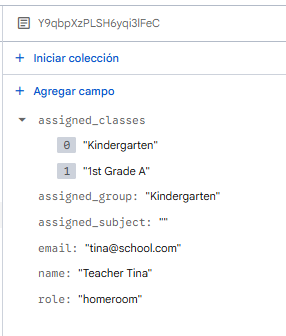 Y9qbpXzPLSH6yqi3lFeC
+ Iniciar colección
+ Agregar campo
assigned_classes
0 "Kindergarten"
1 "1st Grade A"
assigned_group: "Kindergarten"
assigned_subject: ""
email: "tina@school.com"
name: "Teacher Tina"
role: "homeroom"